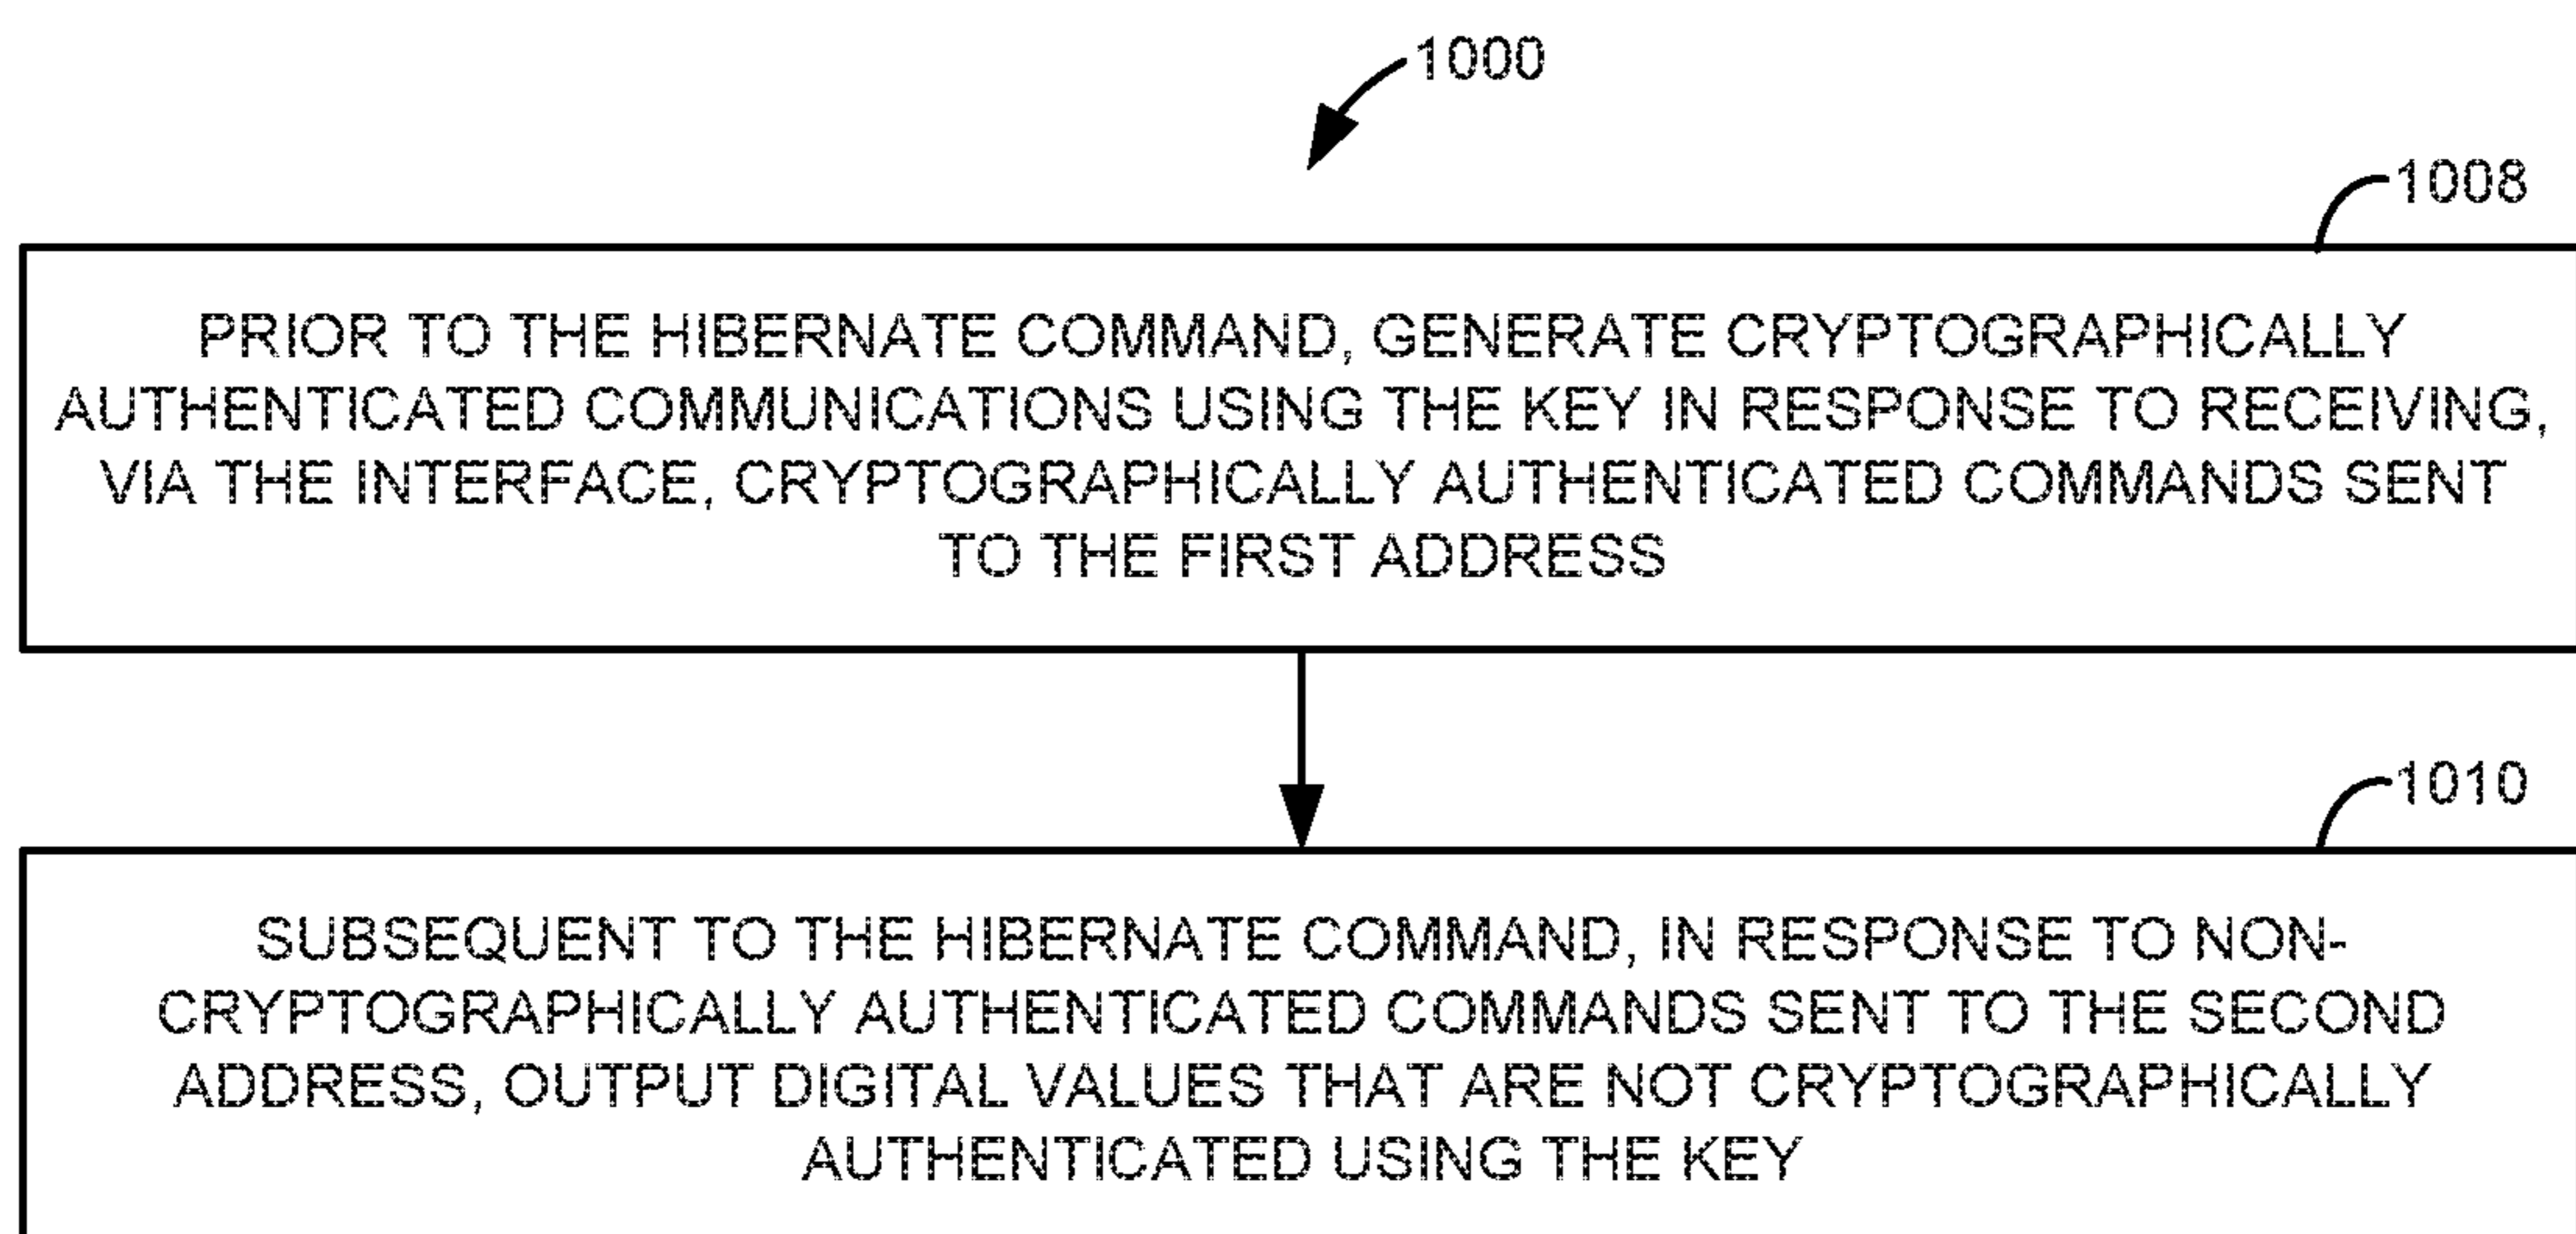 1000
1008
PRIOR TO THE HIBERNATE COMMAND, GENERATE CRYPTOGRAPHICALLY
AUTHENTICATED COMMUNICATIONS USING THE KEY IN RESPONSE TO RECEIVING,
VIA THE INTERFACE, CRYPTOGRAPHICALLY AUTHENTICATED COMMANDS SENT
TO THE FIRST ADDRESS
1010
SUBSEQUENT TO THE HIBERNATE COMMAND, IN RESPONSE TO NON-
CRYPTOGRAPHICALLY AUTHENTICATED COMMANDS SENT TO THE SECOND
ADDRESS, OUTPUT DIGITAL VALUES THAT ARE NOT CRYPTOGRAPHICALLY
AUTHENTICATED USING THE KEY